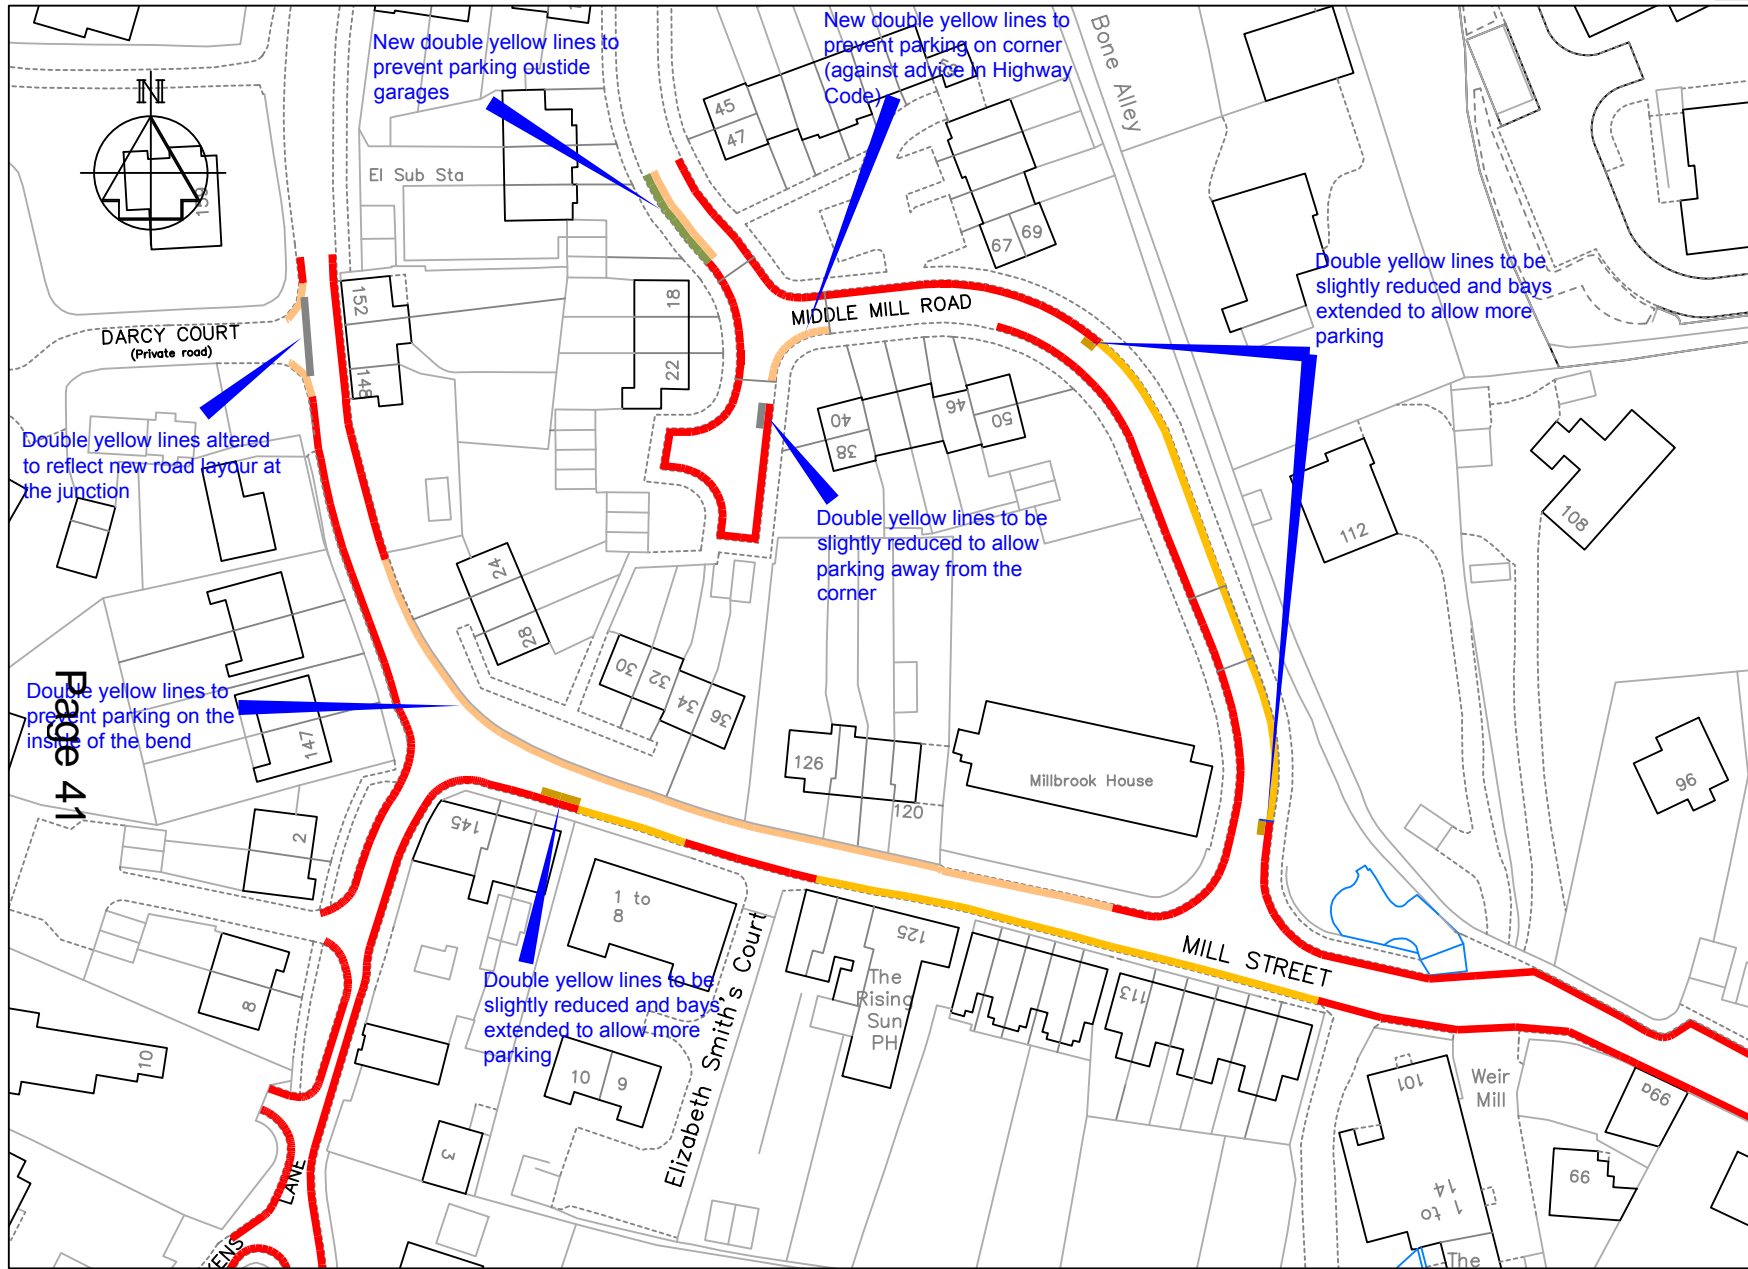 New double yellow lines to
prevent parking oustide
garages
New double yellow lines to
prevent parking on corner
(against advice in Highway
Code)
Bone Alley
N
139
El Sub Sta
45
47
59
67
69
Double yellow lines to be
slightly reduced and bays
extended to allow more
parking
DARCY COURT
(Private road)
152
148
18
22
MIDDLE MILL ROAD
40
38
46
50
Double yellow lines altered
to reflect new road layour at
the junction
Double yellow lines to be
slightly reduced to allow
parking away from the
corner
112
108
24
28
30
32
34
36
Double yellow lines to
prevent parking on the
inside of the bend
Page 41
147
126
120
Millbrook House
96
2
145
1 to
8
Elizabeth Smith's Court
125
The
Rising
Sun
PH
MILL STREET
113
8
10
Double yellow lines to be
slightly reduced and bays
extended to allow more
parking
10
9
3
101
Weir
Mill
99a
99
1 to
14
The
LANE
KENS